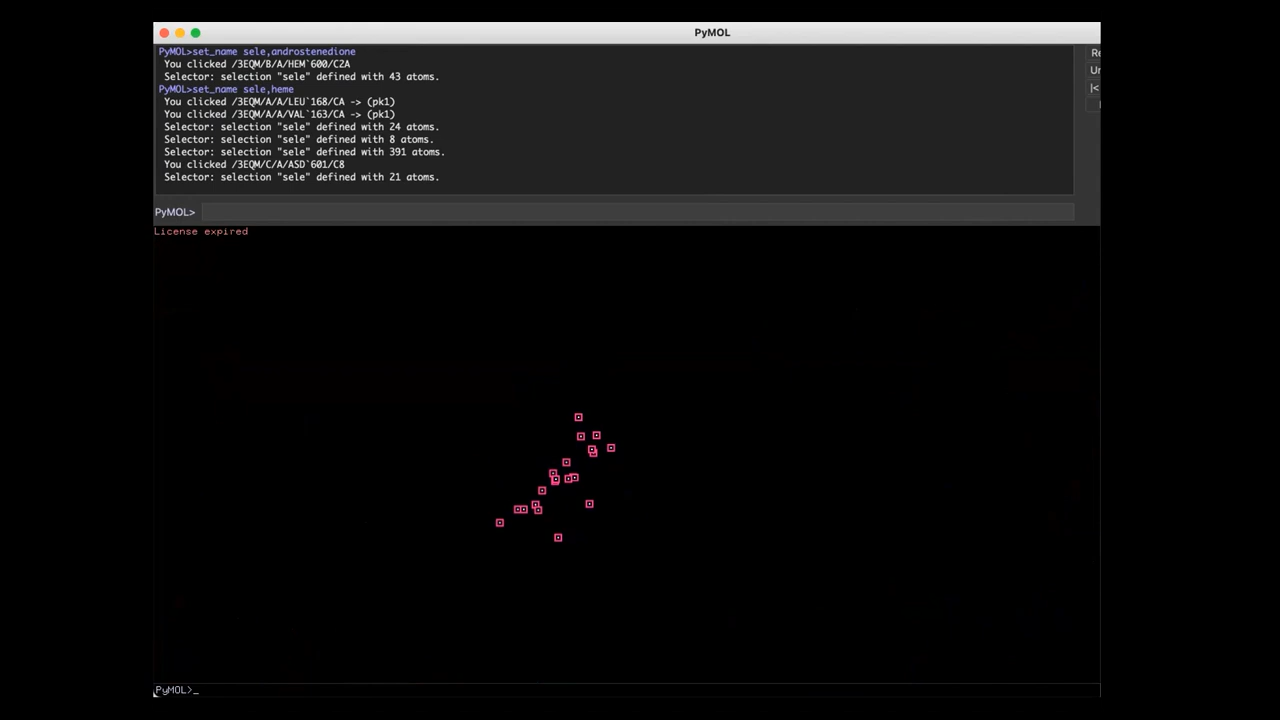 PyMOL
PyMOL>set_name sele,androstenedione
You clicked /3EQM/B/A/HEM`600/C2A
Selector: selection "sele" defined with 43 atoms.
PyMOL>set_name sele,heme
You clicked /3EQM/A/A/LEU`168/CA -> (pk1)
You clicked /3EQM/A/A/VAL`163/CA -> (pk1)
Selector: selection "sele" defined with 24 atoms.
Selector: selection "sele" defined with 8 atoms.
Selector: selection "sele" defined with 391 atoms.
You clicked /3EQM/C/A/ASD`601/C8
Selector: selection "sele" defined with 21 atoms.
Re
Un
|<
PyMOL>
License expired
PyMOL>_